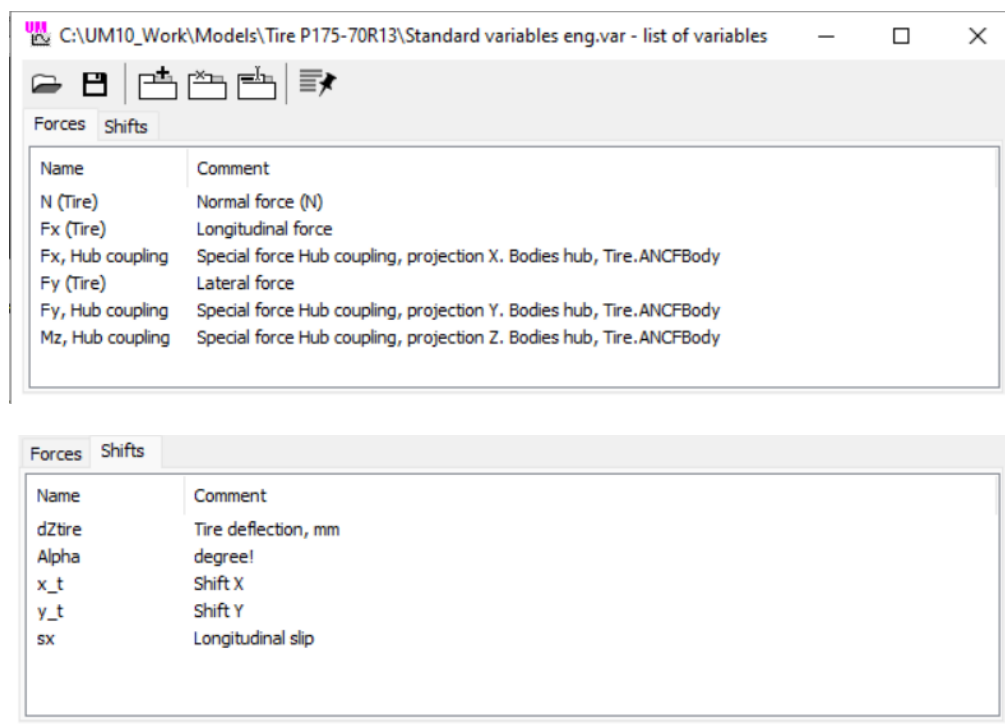 UM C:\UM10_Work\Models\Tire P175-70R13\Standard variables eng.var - list of variables
Forces Shifts
Name Comment
N (Tire) Normal force (N)
Fx (Tire) Longitudinal force
Fx, Hub coupling Special force Hub coupling, projection X. Bodies hub, Tire.ANCFBody
Fy (Tire) Lateral force
Fy, Hub coupling Special force Hub coupling, projection Y. Bodies hub, Tire.ANCFBody
Mz, Hub coupling Special force Hub coupling, projection Z. Bodies hub, Tire.ANCFBody
Forces Shifts
Name Comment
dZtire Tire deflection, mm
Alpha degree!
x_t Shift X
y_t Shift Y
sx Longitudinal slip